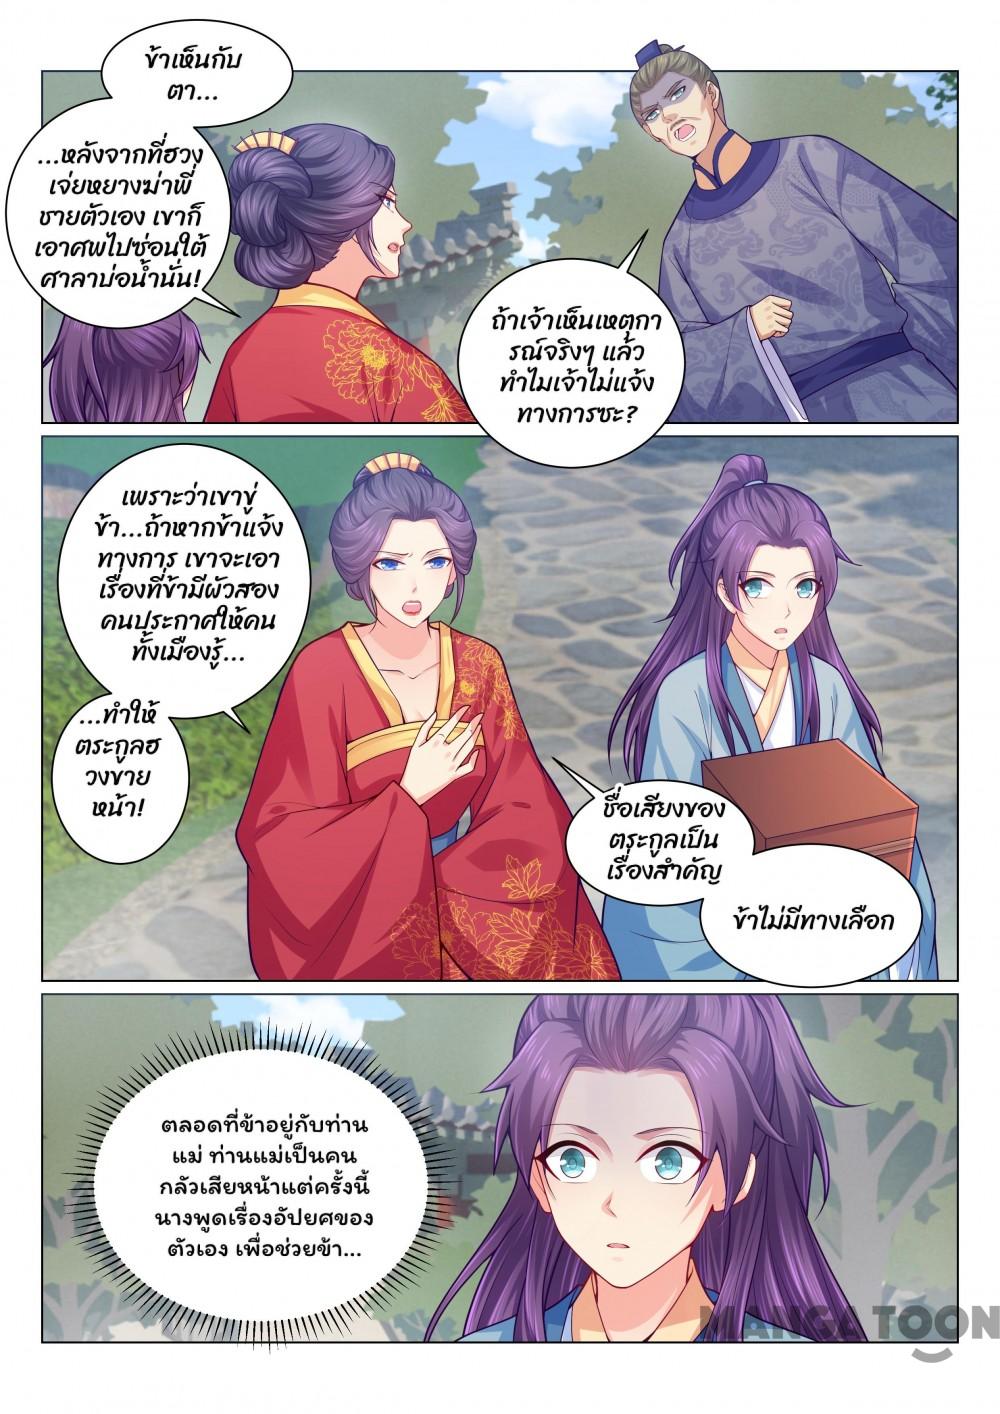 ข้าเห็นกับ
ตา...
...หลังจากที่ฮวง
เจ่ยหยางฆ่าพี่
ชายตัวเอง เขาก็
เอาศพไปซ่อนใต้
ศาลาบ่อน้ำนั่น!
ถ้าเจ้าเห็นเหตุกา
รณ์จริงๆ แล้ว
ทำไมเจ้าไม่แจ้ง
ทางการซะ?
เพราะว่าเขาขู่
ข้า...ถ้าหากข้าแจ้ง
ทางการ เขาจะเอา
เรื่องที่ข้ามีผัวสอง
คนประกาศให้คน
ทั้งเมืองรู้...
...ทำให้
ตระกูลฮ
วงขาย
หน้า!
ชื่อเสียงของ
ตระกูลเป็น
เรื่องสำคัญ
ข้าไม่มีทางเลือก
ตลอดที่ข้าอยู่กับท่าน
แม่ ท่านแม่เป็นคน
กลัวเสียหน้าแต่ครั้งนี้
นางพูดเรื่องอัปยศของ
ตัวเอง เพื่อช่วยข้า...
MANGATOON